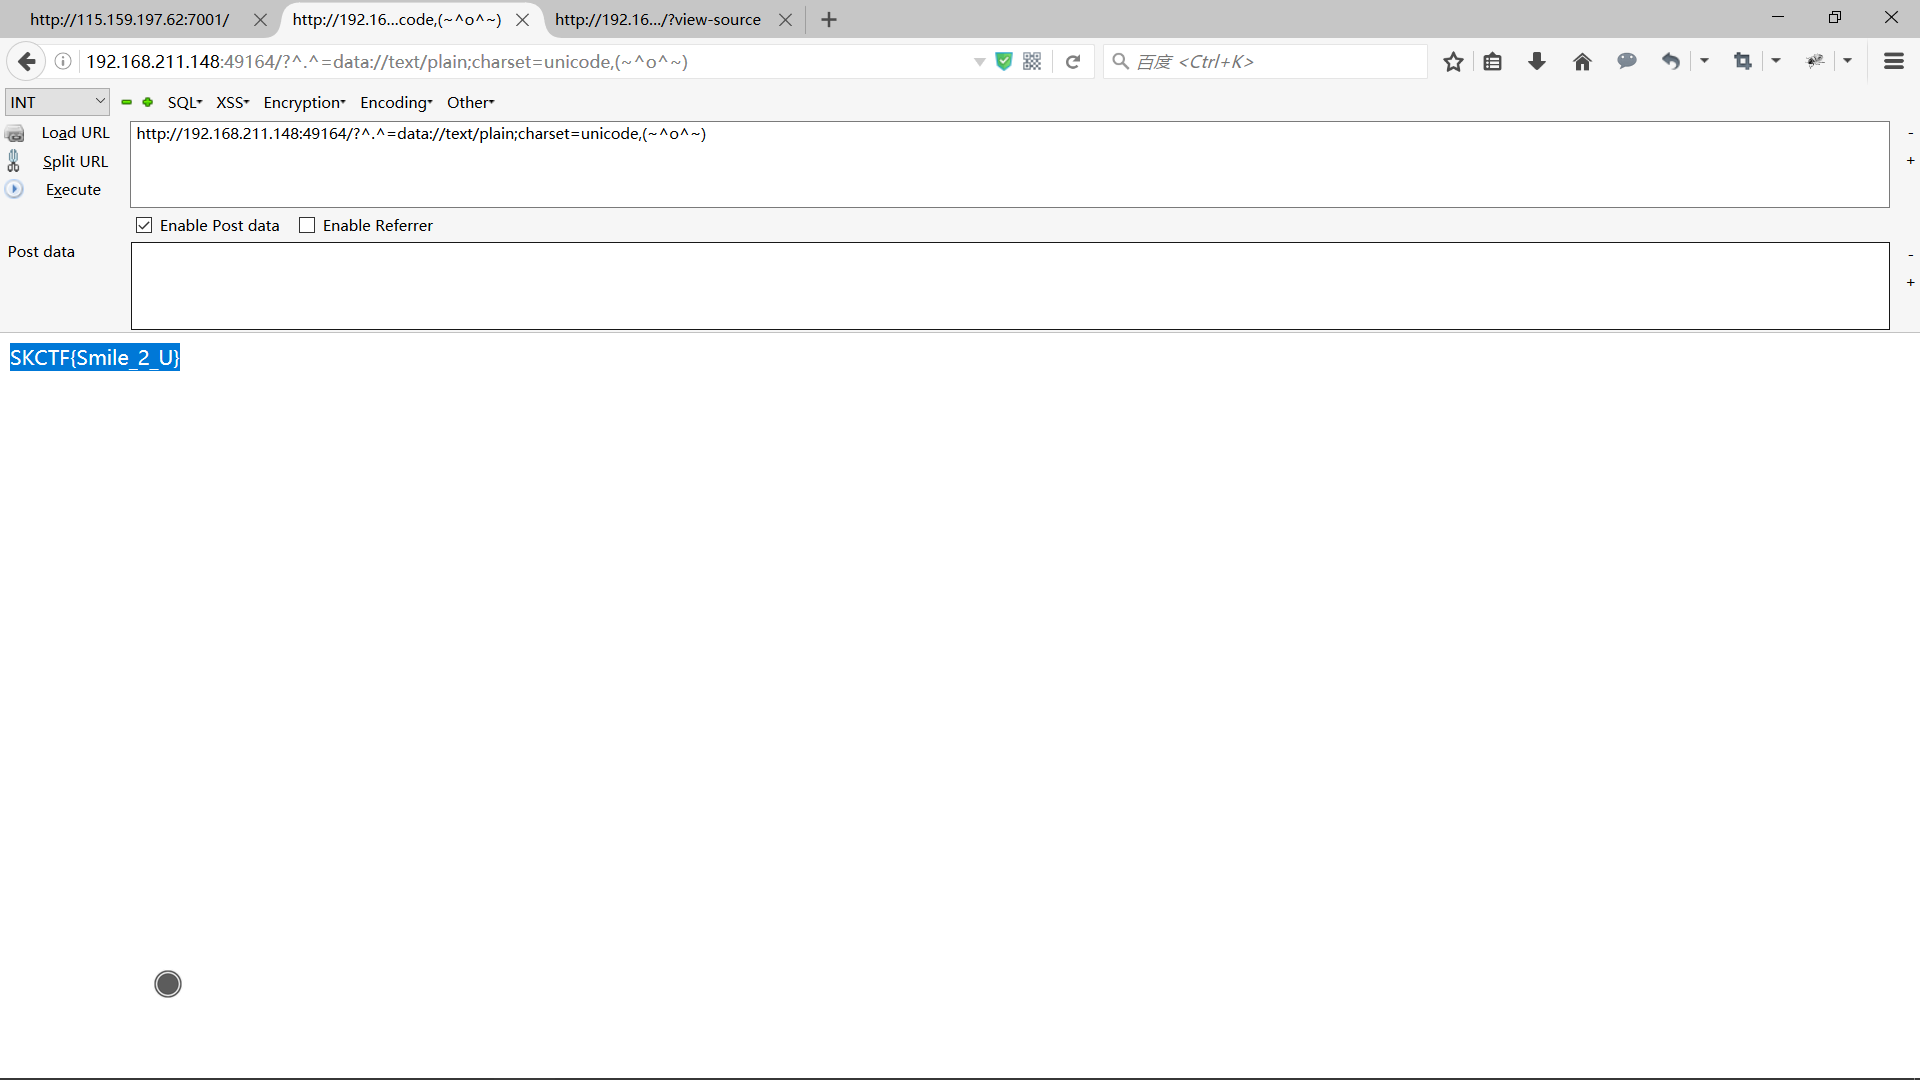 http://115.159.197.62:7001/
http://192.16...code,(~^o^~)
http://192.16.../?view-source
192.168.211.148:49164/?^.^=data://text/plain;charset=unicode,(~^o^~)
百度 <Ctrl+K>
INT
SQL
XSS
Encryption
Encoding
Other
Load URL
http://192.168.211.148:49164/?^.^=data://text/plain;charset=unicode,(~^o^~)
Split URL
Execute
Enable Post data
Enable Referrer
Post data
SKCTF{Smile_2_U}